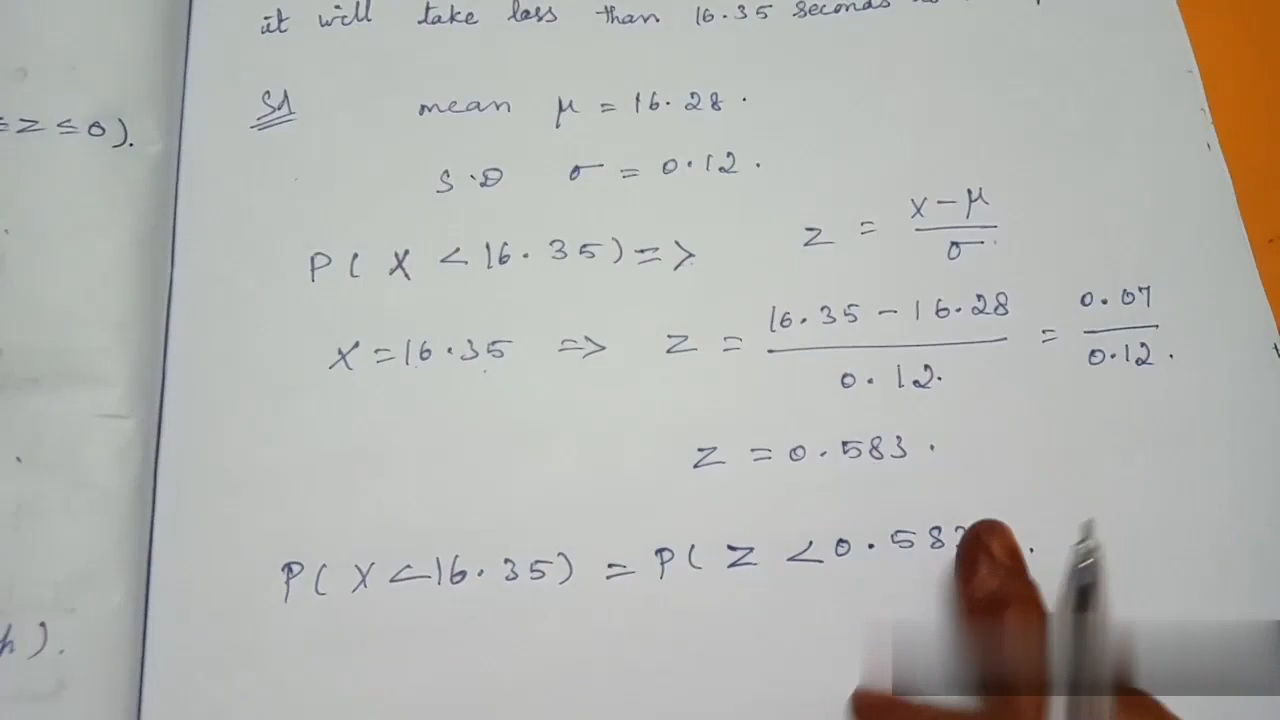 it will take less than 16.35 seconds
≤ Z ≤ 0).
Sol mean μ = 16.28.
S.D σ = 0.12.
P( X < 16.35) => Z = X - μ / σ
X = 16.35 => Z = 16.35 - 16.28 / 0.12. = 0.07 / 0.12.
Z = 0.583.
P( X < 16.35) = P( Z < 0.58
).